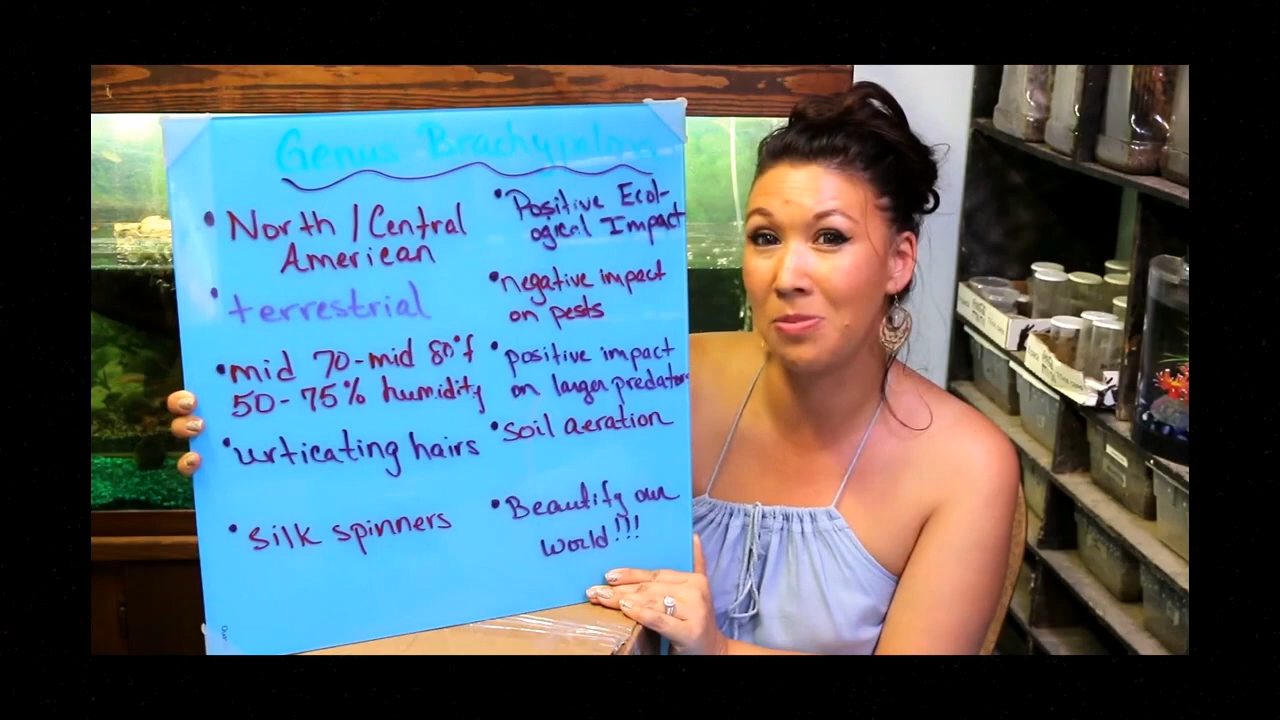 Genus Brachypelma
• North / Central
American
• terrestrial
• mid 70-mid 80°f
50-75% humidity
• urticating hairs
• silk spinners
• Positive Ecol-
ogical Impact
• negative impact
on pests
• positive impact
on larger predators
• soil aeration
• Beautify our
world!!!